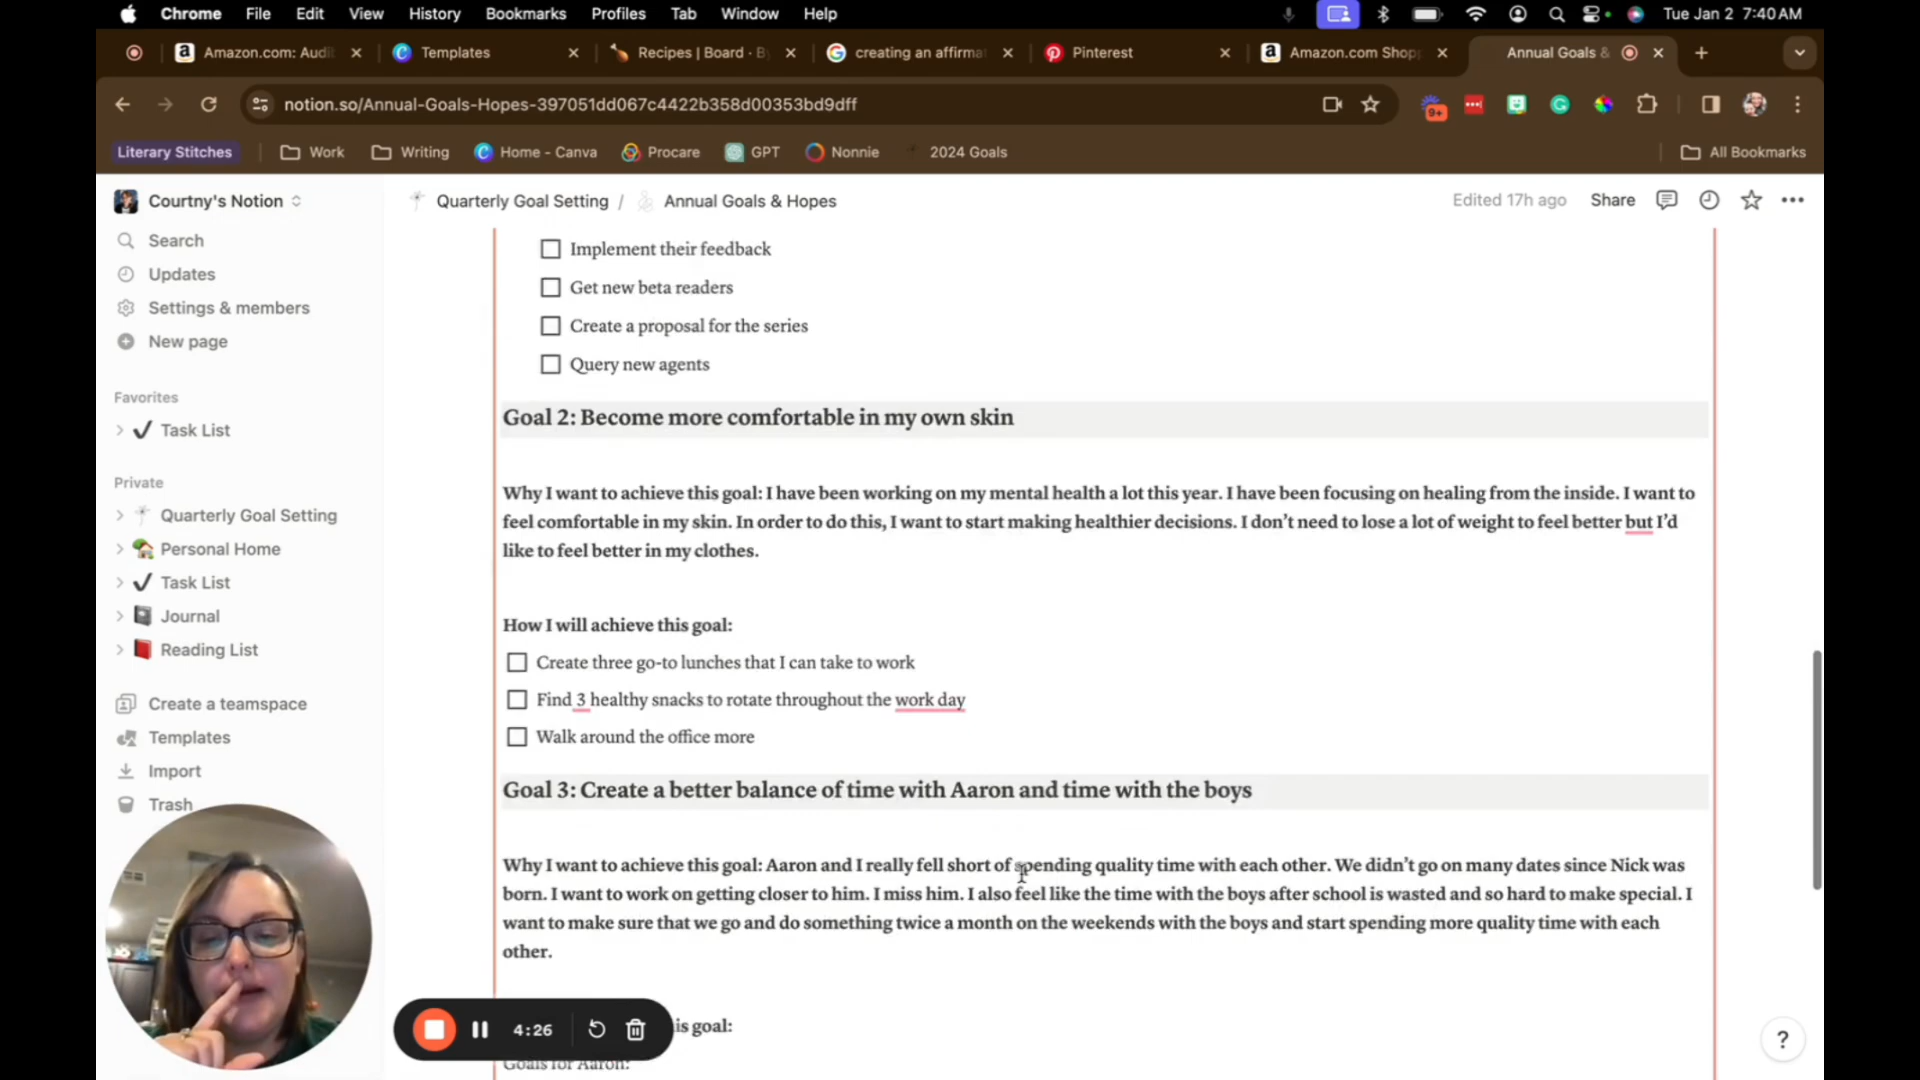 Chrome File Edit View History Bookmarks Profiles Tab Window Help Tue Jan 2 7:40 AM
Amazon.com: Audi Templates Recipes | Board · B creating an affirma Pinterest Amazon.com Shop Annual Goals &
notion.so/Annual-Goals-Hopes-397051dd067c4422b358d00353bd9dff
9+
Literary Stitches Work Writing Home - Canva Procare GPT Nonnie 2024 Goals All Bookmarks
Courtny's Notion
Quarterly Goal Setting / Annual Goals & Hopes
Edited 17h ago Share
Search
Updates
Settings & members
New page
Favorites
Task List
Private
Quarterly Goal Setting
Personal Home
Task List
Journal
Reading List
Create a teamspace
Templates
Import
Trash
Implement their feedback
Get new beta readers
Create a proposal for the series
Query new agents
Goal 2: Become more comfortable in my own skin
Why I want to achieve this goal: I have been working on my mental health a lot this year. I have been focusing on healing from the inside. I want to
feel comfortable in my skin. In order to do this, I want to start making healthier decisions. I don't need to lose a lot of weight to feel better but I'd
like to feel better in my clothes.
How I will achieve this goal:
Create three go-to lunches that I can take to work
Find 3 healthy snacks to rotate throughout the work day
Walk around the office more
Goal 3: Create a better balance of time with Aaron and time with the boys
Why I want to achieve this goal: Aaron and I really fell short of spending quality time with each other. We didn't go on many dates since Nick was
born. I want to work on getting closer to him. I miss him. I also feel like the time with the boys after school is wasted and so hard to make special. I
want to make sure that we go and do something twice a month on the weekends with the boys and start spending more quality time with each
other.
is goal:
Goals for Aaron:
4:26
?